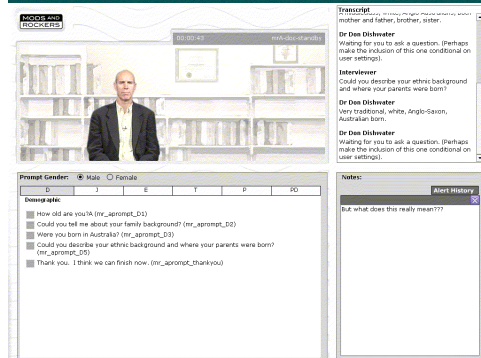 MODS AND
ROCKERS
00:00:43
mr6-doc-standby
Transcript
mother and father, brother, sister.
Dr Don Dishwater
Waiting for you to ask a question. (Perhaps
make the inclusion of this one conditional on
user settings).
Interviewer
Could you describe your ethnic background
and where your parents were born?
Dr Don Dishwater
Very traditional, white, Anglo-Saxon,
Australian born.
Dr Don Dishwater
Waiting for you to ask a question. (Perhaps
make the inclusion of this one conditional on
user settings).
Prompt Gender: Male Female
D J E T P PD
Demographic
How old are you?A (mr_aprompt_D1)
Could you tell me about your family background? (mr_aprompt_D2)
Were you born in Australia? (mr_aprompt_D3)
Could you describe your ethnic background and where your parents were born?
(mr_aprompt_D5)
Thank you. I think we can finish now. (mr_aprompt_thankyou)
Notes:
Alert History
X
But what does this really mean???